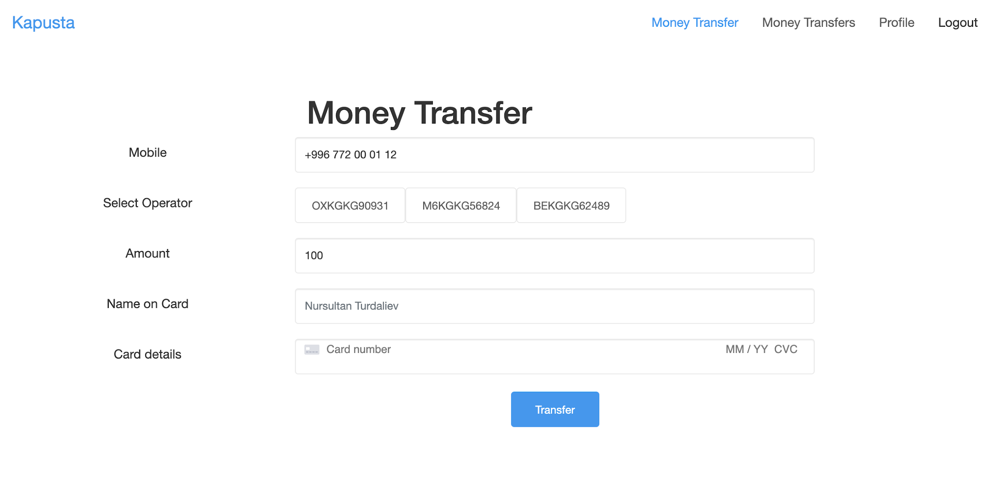 Kapusta Money Transfer Money Transfers Profile Logout
Money Transfer
Mobile +996 772 00 01 12
Select Operator OXKGKG90931 M6KGKG56824 BEKGKG62489
Amount 100
Name on Card Nursultan Turdaliev
Card details Card number MM / YY CVC
Transfer